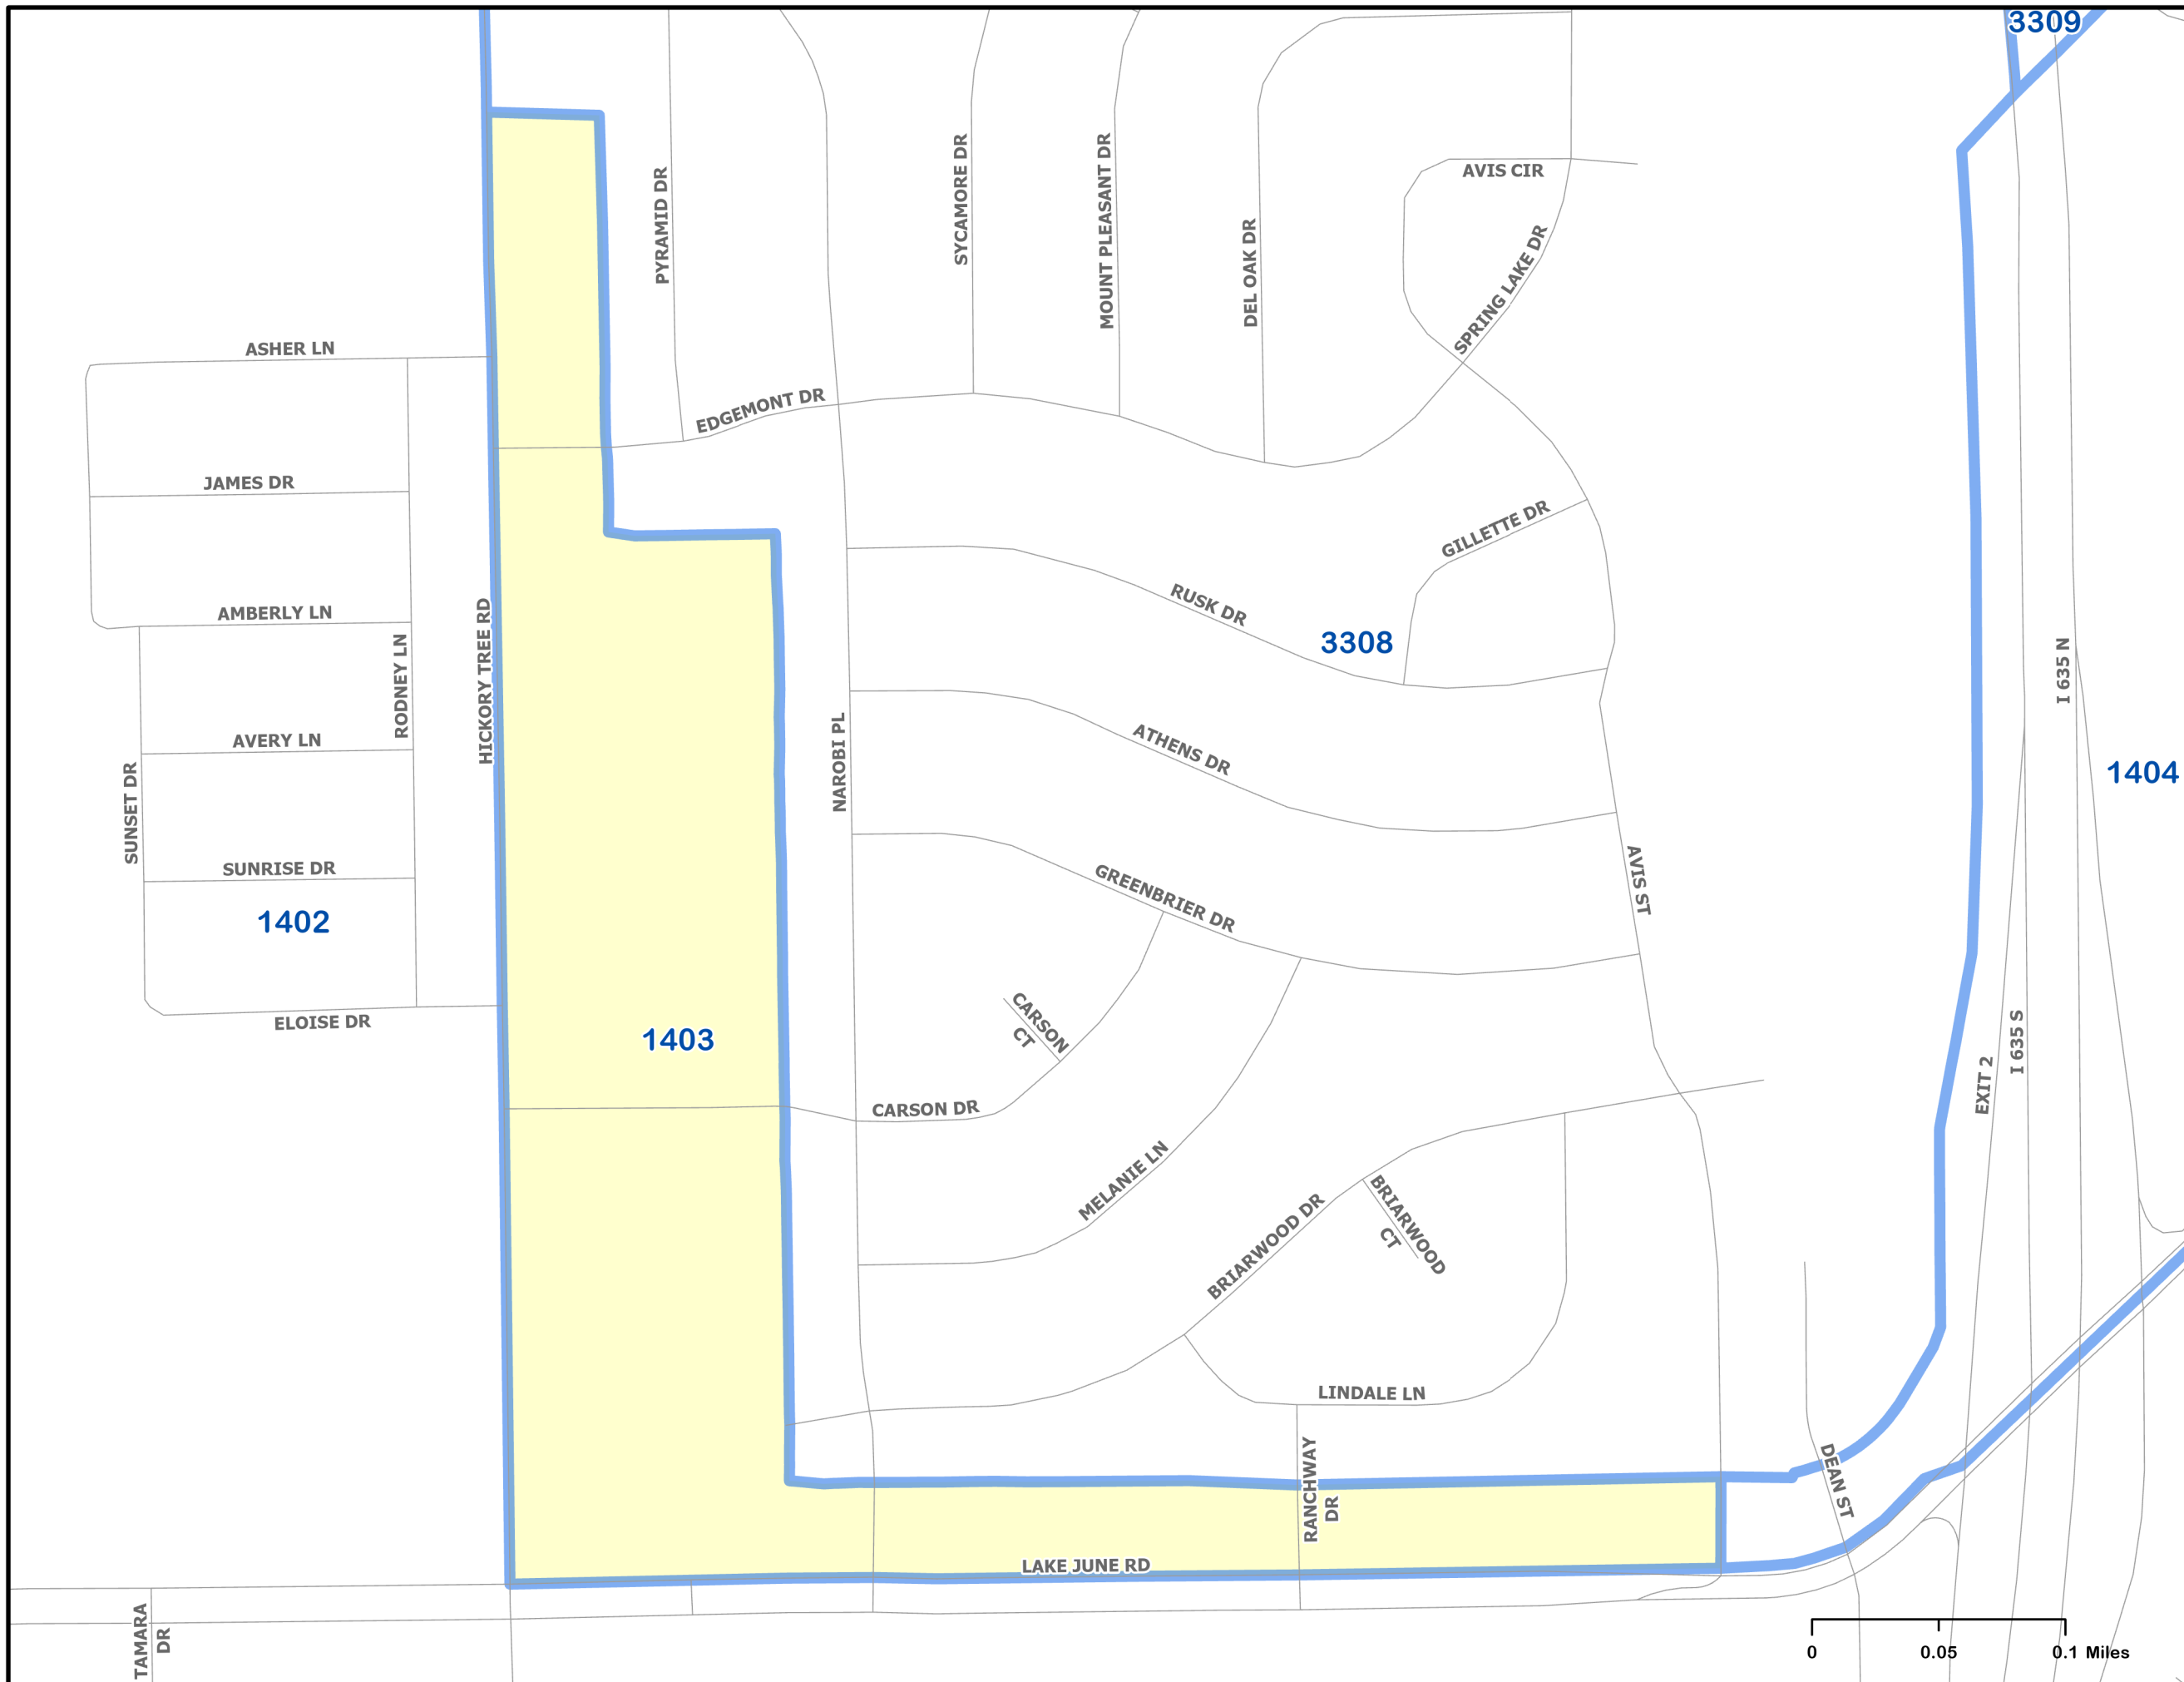 3309
AVIS CIR
PYRAMID DR
SYCAMORE DR
MOUNT PLEASANT DR
DEL OAK DR
SPRING LAKE DR
ASHER LN
EDGEMONT DR
JAMES DR
GILLETTE DR
RUSK DR
AMBERLY LN
3308
RODNEY LN
HICKORY TREE RD
I 635 N
AVERY LN
NAROBI PL
ATHENS DR
1404
SUNSET DR
SUNRISE DR
GREENBRIER DR
AVIS ST
1402
ELOISE DR
1403
CARSON
CT
I 635 S
EXIT 2
CARSON DR
MELANIE LN
BRIARWOOD DR
BRIARWOOD
CT
LINDALE LN
RANCHWAY
DR
DEAN ST
LAKE JUNE RD
TAMARA
DR
0 0.05 0.1 Miles